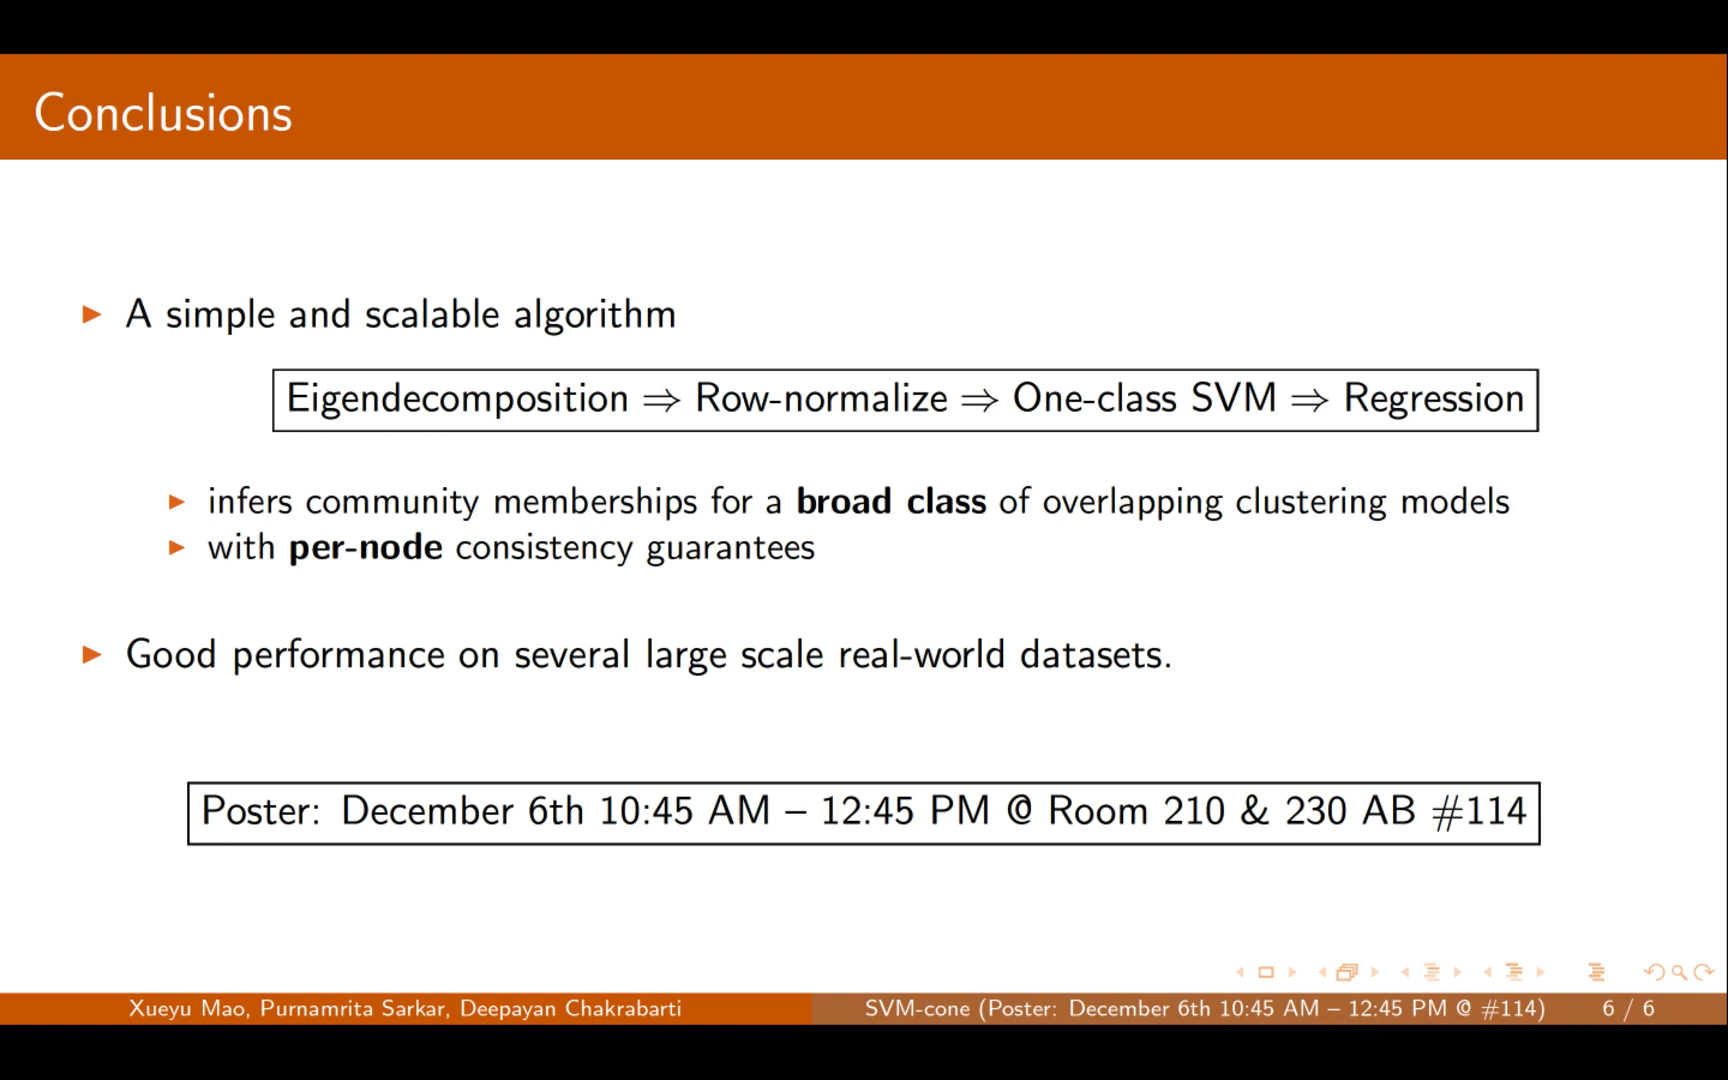 Conclusions
▶ A simple and scalable algorithm
Eigendecomposition ⇒ Row-normalize ⇒ One-class SVM ⇒ Regression
▶ infers community memberships for a broad class of overlapping clustering models
▶ with per-node consistency guarantees
▶ Good performance on several large scale real-world datasets.
Poster: December 6th 10:45 AM – 12:45 PM @ Room 210 & 230 AB #114
Xueyu Mao, Purnamrita Sarkar, Deepayan Chakrabarti
SVM-cone (Poster: December 6th 10:45 AM – 12:45 PM @ #114)
6 / 6